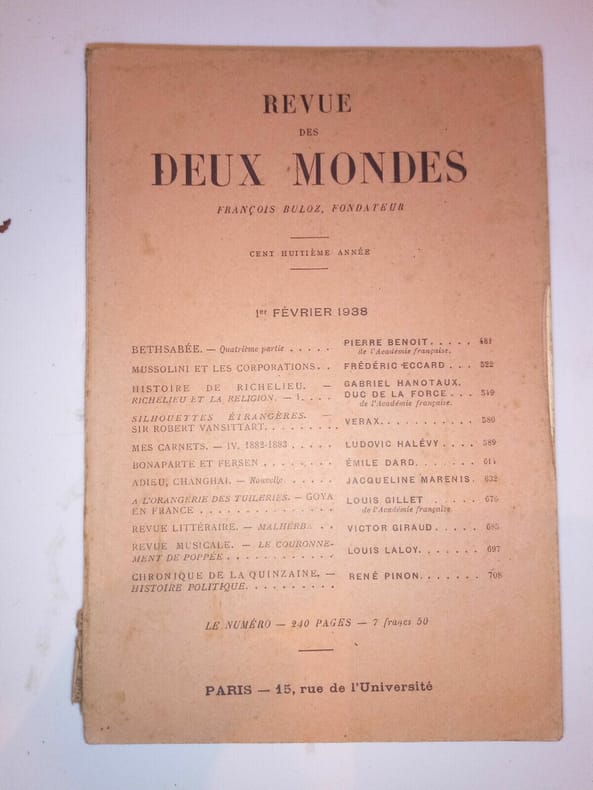 REVUE
DES
DEUX MONDES
FRANÇOIS BULOZ, FONDATEUR
CENT HUITIÈME ANNÉE
1er FÉVRIER 1938
BETHSABÉE. — Quatrième partie . . . . . PIERRE BENOIT. . . . . 481
de l'Académie française.
MUSSOLINI ET LES CORPORATIONS. . FRÉDÉRIC ECCARD . . . 522
HISTOIRE DE RICHELIEU. — GABRIEL HANOTAUX.
RICHELIEU ET LA RELIGION. — I. . . . DUC DE LA FORCE . . . 549
de l'Académie française.
SILHOUETTES ÉTRANGÈRES. —
SIR ROBERT VANSITTART. . . . . . . . . VERAX. . . . . . . . . . 580
MES CARNETS. — IV. 1882-1883 . . . . . LUDOVIC HALÉVY . . . . 589
BONAPARTE ET FERSEN . . . . . . . . ÉMILE DARD. . . . . . . 614
ADIEU, CHANGHAI. — Nouvelle . . . . . JACQUELINE MARENIS. 632
A L'ORANGERIE DES TUILERIES. — GOYA LOUIS GILLET . . . . . . 676
EN FRANCE . . . . . . . . . . . . . . . de l'Académie française.
REVUE LITTÉRAIRE. — MALHERBE . . VICTOR GIRAUD. . . . . 685
REVUE MUSICALE. — LE COURONNE-
MENT DE POPPÉE . . . . . . . . . . . . LOUIS LALOY. . . . . . . 697
CHRONIQUE DE LA QUINZAINE. — RENÉ PINON. . . . . . . 708
HISTOIRE POLITIQUE. . . . . . . . . .
LE NUMÉRO — 240 PAGES — 7 francs 50
PARIS — 15, rue de l'Université